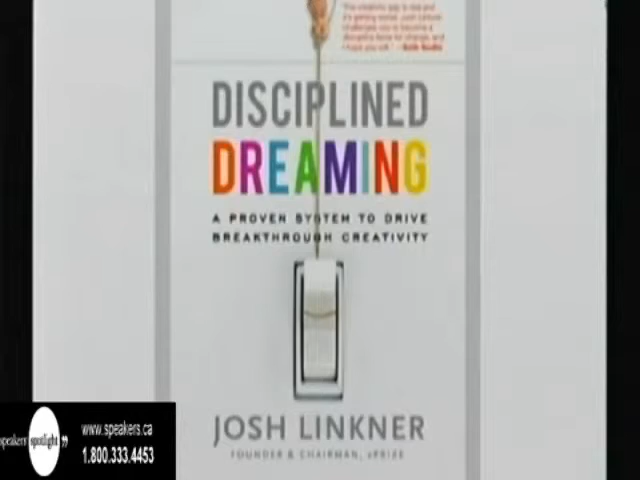 DISCIPLINED
DREAMING
A PROVEN SYSTEM TO DRIVE
BREAKTHROUGH CREATIVITY
JOSH LINKNER
FOUNDER & CHAIRMAN, ePRIZE
speakers' spotlight
www.speakers.ca
1.800.333.4453